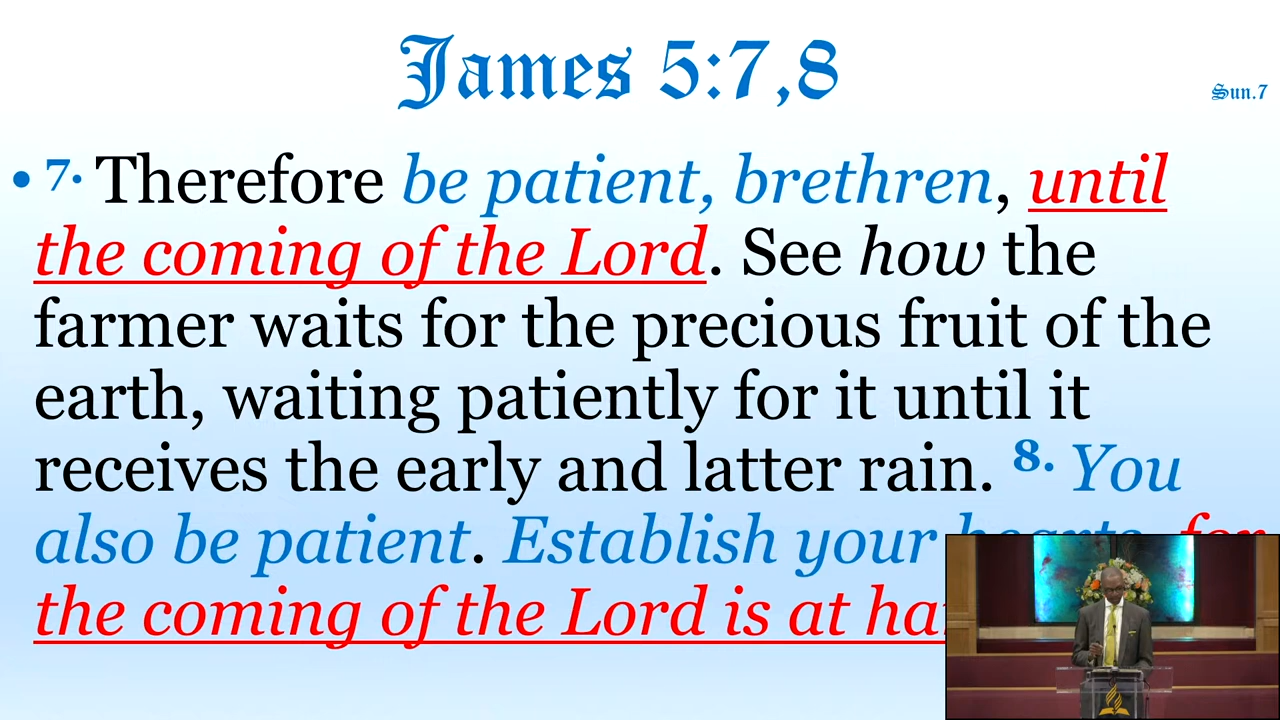 James 5:7,8
Sun.7
• 7. Therefore be patient, brethren, until
the coming of the Lord. See how the
farmer waits for the precious fruit of the
earth, waiting patiently for it until it
receives the early and latter rain. 8. You
also be patient. Establish your hearts, for
the coming of the Lord is at